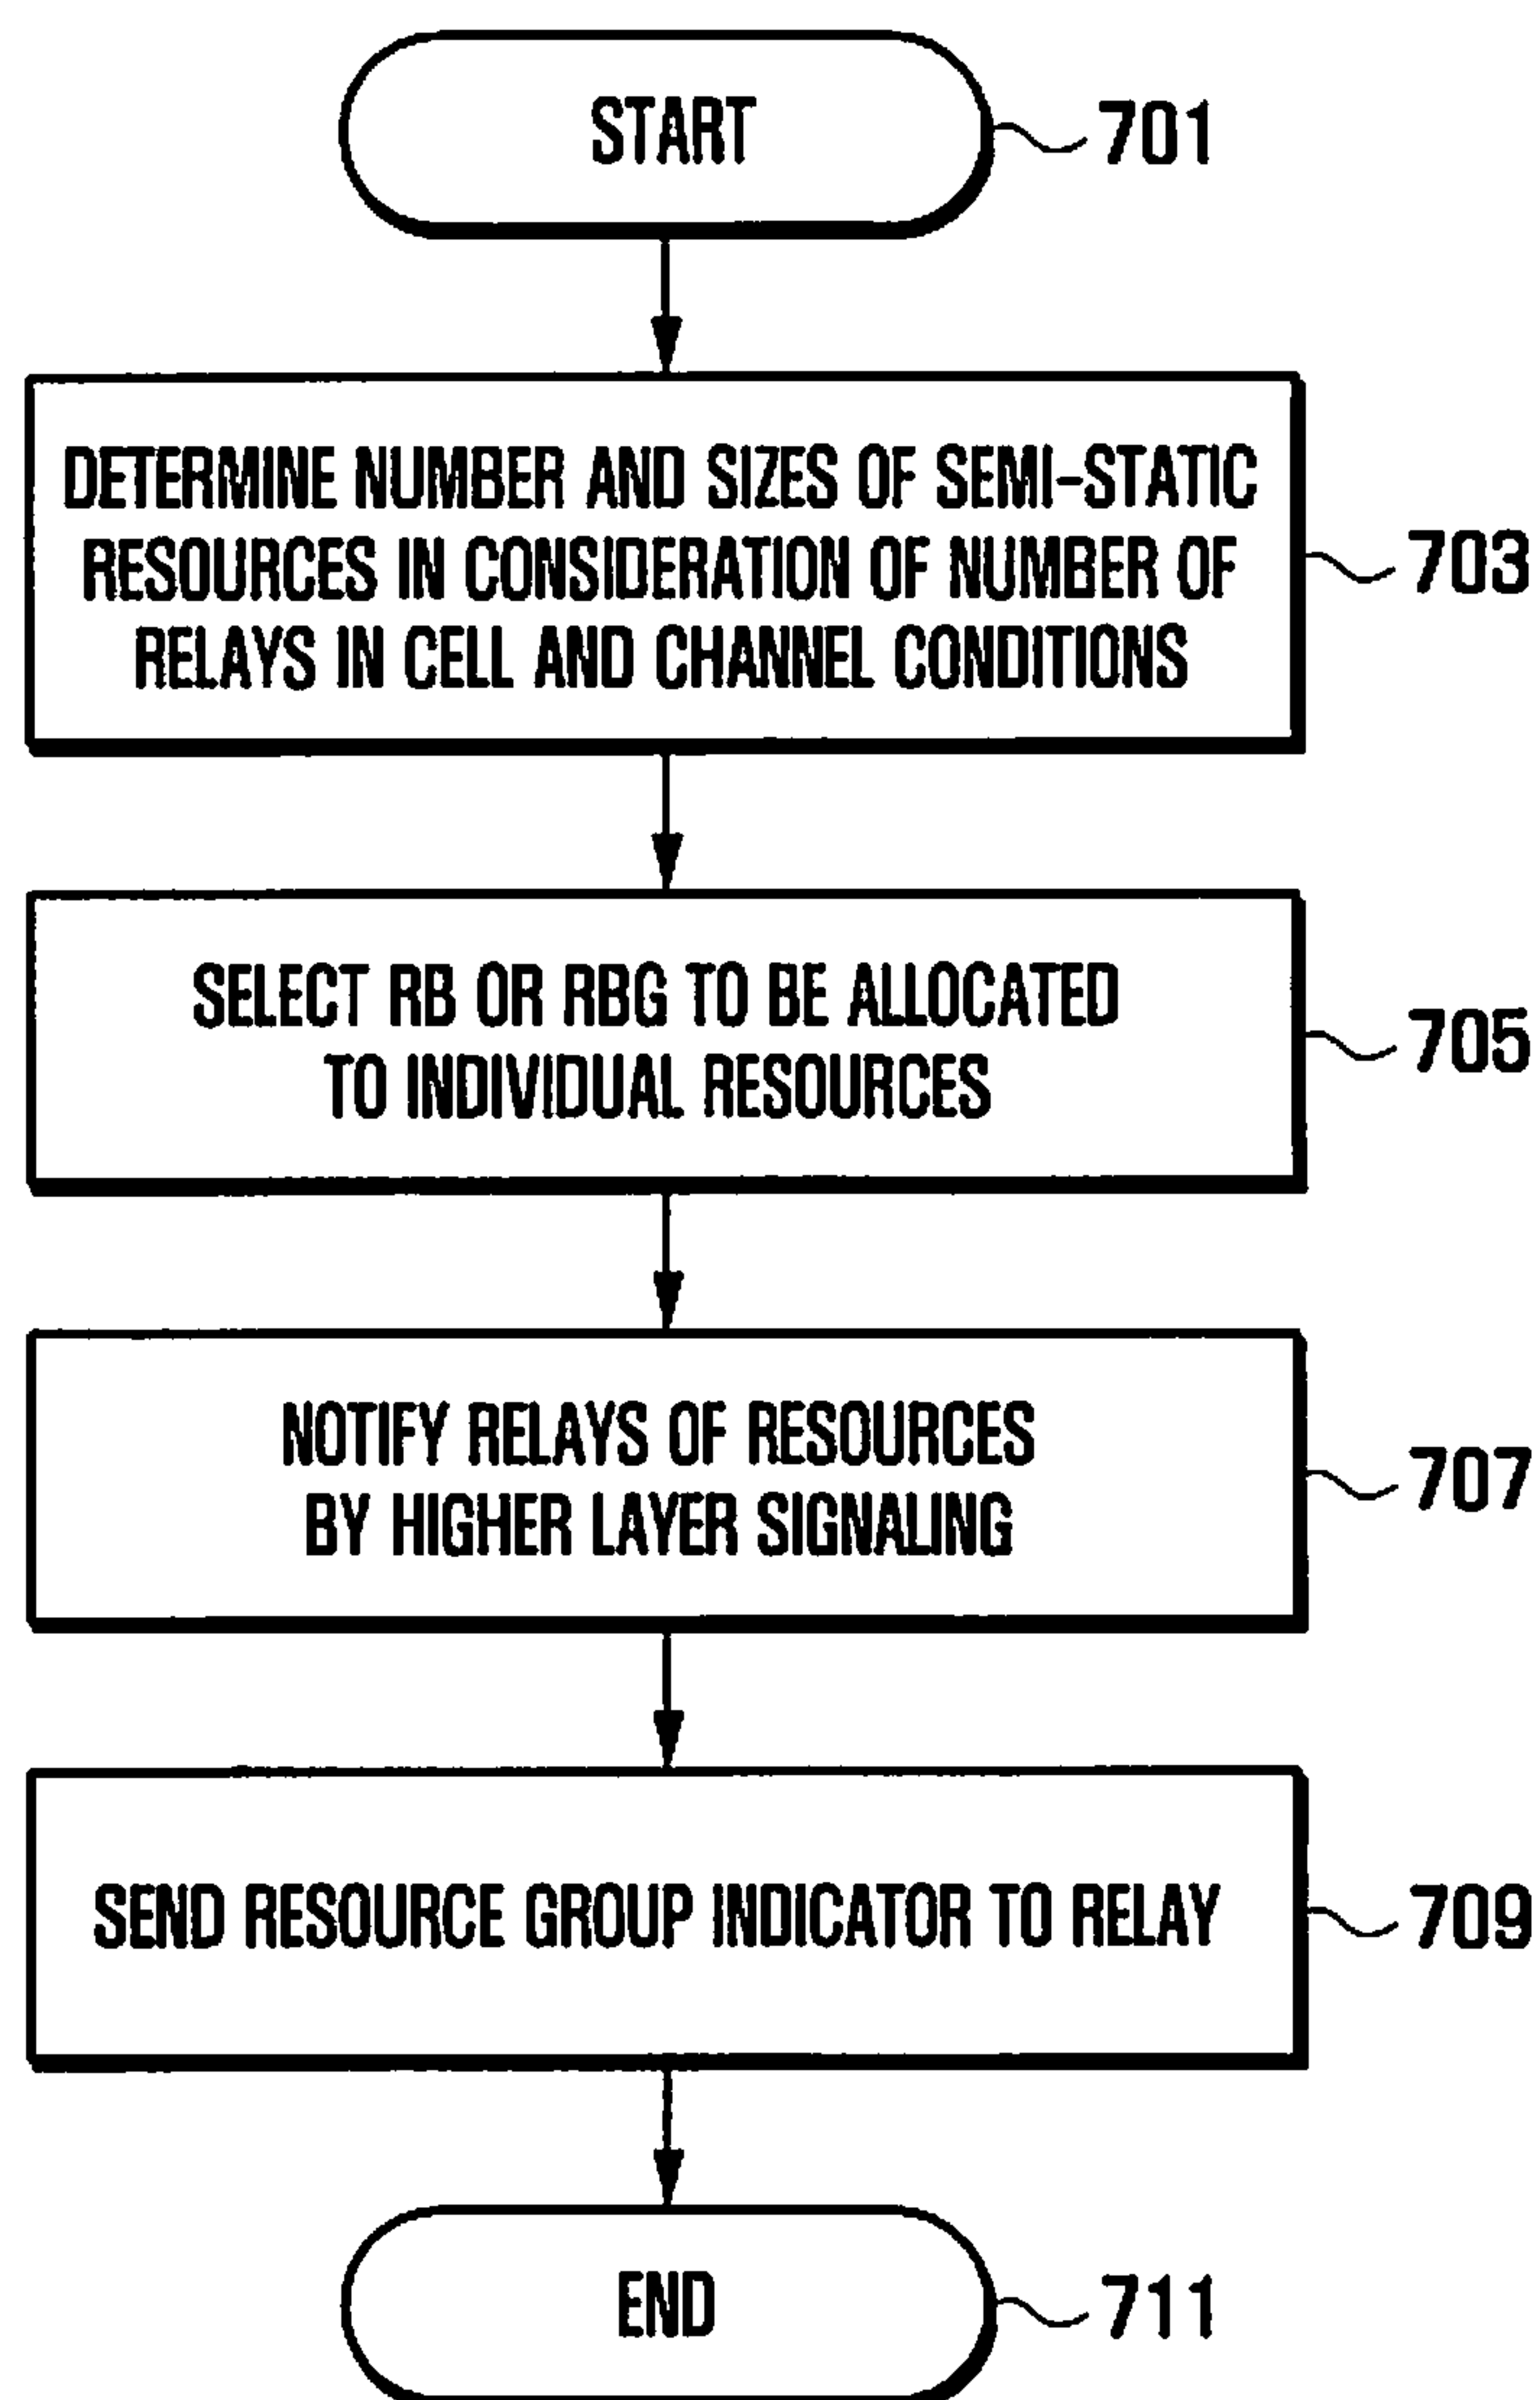 START
701
DETERMINE NUMBER AND SIZES OF SEMI-STATIC
RESOURCES IN CONSIDERATION OF NUMBER OF
RELAYS IN CELL AND CHANNEL CONDITIONS
703
SELECT RB OR RBG TO BE ALLOCATED
TO INDIVIDUAL RESOURCES
705
NOTIFY RELAYS OF RESOURCES
BY HIGHER LAYER SIGNALING
707
SEND RESOURCE GROUP INDICATOR TO RELAY
709
END
711